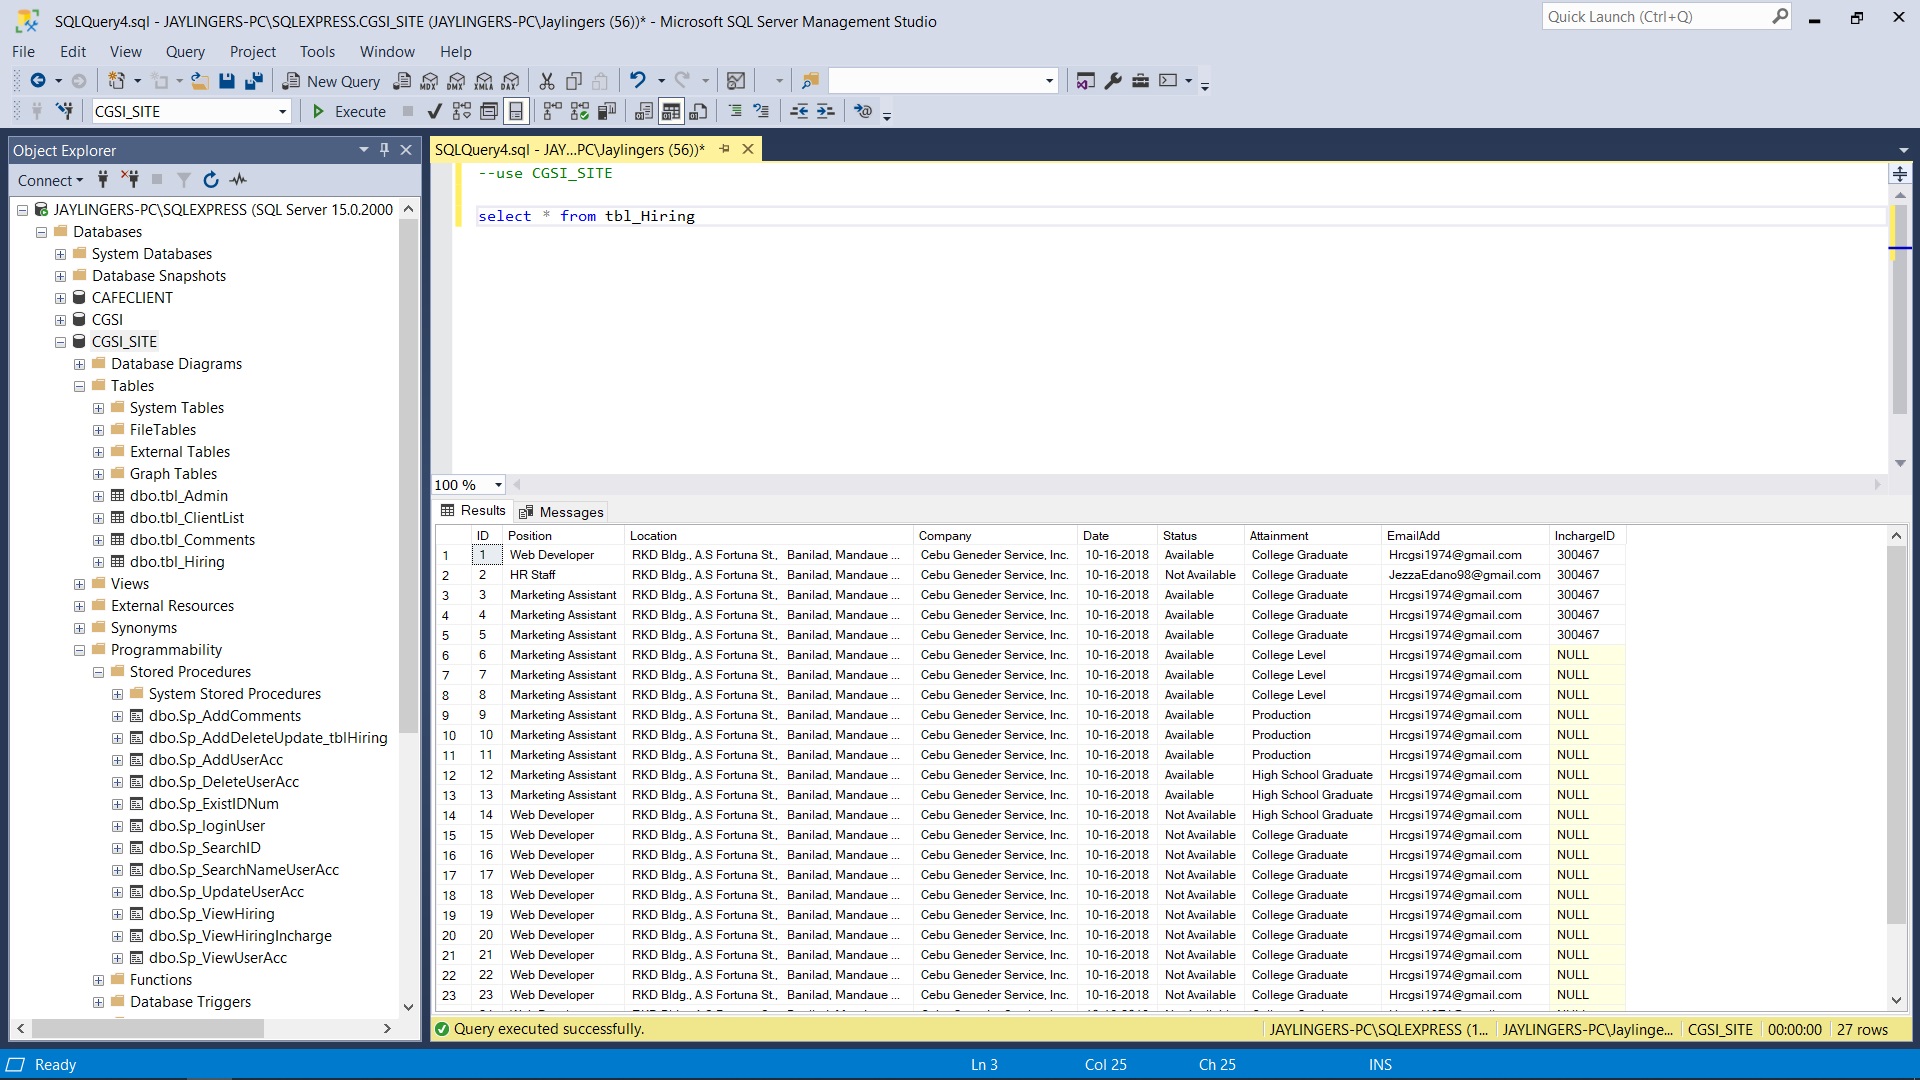 SQLQuery4.sql - JAYLINGERS-PC\SQLEXPRESS.CGSI_SITE (JAYLINGERS-PC\Jaylingers (56))* - Microsoft SQL Server Management Studio
Quick Launch (Ctrl+Q)
File Edit View Query Project Tools Window Help
New Query MDX DMX XMLA DAX
CGSI_SITE Execute
Object Explorer
Connect
JAYLINGERS-PC\SQLEXPRESS (SQL Server 15.0.2000
Databases
System Databases
Database Snapshots
CAFECLIENT
CGSI
CGSI_SITE
Database Diagrams
Tables
System Tables
FileTables
External Tables
Graph Tables
dbo.tbl_Admin
dbo.tbl_ClientList
dbo.tbl_Comments
dbo.tbl_Hiring
Views
External Resources
Synonyms
Programmability
Stored Procedures
System Stored Procedures
dbo.Sp_AddComments
dbo.Sp_AddDeleteUpdate_tblHiring
dbo.Sp_AddUserAcc
dbo.Sp_DeleteUserAcc
dbo.Sp_ExistIDNum
dbo.Sp_loginUser
dbo.Sp_SearchID
dbo.Sp_SearchNameUserAcc
dbo.Sp_UpdateUserAcc
dbo.Sp_ViewHiring
dbo.Sp_ViewHiringIncharge
dbo.Sp_ViewUserAcc
Functions
Database Triggers
SQLQuery4.sql - JAY...PC\Jaylingers (56))*
--use CGSI_SITE
select * from tbl_Hiring
100 %
Results Messages
ID Position Location Company Date Status Attainment EmailAdd InchargeID
1 1 Web Developer RKD Bldg., A.S Fortuna St., Banilad, Mandaue ... Cebu Geneder Service, Inc. 10-16-2018 Available College Graduate Hrcgsi1974@gmail.com 300467
2 2 HR Staff RKD Bldg., A.S Fortuna St., Banilad, Mandaue ... Cebu Geneder Service, Inc. 10-16-2018 Not Available College Graduate JezzaEdano98@gmail.com 300467
3 3 Marketing Assistant RKD Bldg., A.S Fortuna St., Banilad, Mandaue ... Cebu Geneder Service, Inc. 10-16-2018 Available College Graduate Hrcgsi1974@gmail.com 300467
4 4 Marketing Assistant RKD Bldg., A.S Fortuna St., Banilad, Mandaue ... Cebu Geneder Service, Inc. 10-16-2018 Available College Graduate Hrcgsi1974@gmail.com 300467
5 5 Marketing Assistant RKD Bldg., A.S Fortuna St., Banilad, Mandaue ... Cebu Geneder Service, Inc. 10-16-2018 Available College Graduate Hrcgsi1974@gmail.com 300467
6 6 Marketing Assistant RKD Bldg., A.S Fortuna St., Banilad, Mandaue ... Cebu Geneder Service, Inc. 10-16-2018 Available College Level Hrcgsi1974@gmail.com NULL
7 7 Marketing Assistant RKD Bldg., A.S Fortuna St., Banilad, Mandaue ... Cebu Geneder Service, Inc. 10-16-2018 Available College Level Hrcgsi1974@gmail.com NULL
8 8 Marketing Assistant RKD Bldg., A.S Fortuna St., Banilad, Mandaue ... Cebu Geneder Service, Inc. 10-16-2018 Available College Level Hrcgsi1974@gmail.com NULL
9 9 Marketing Assistant RKD Bldg., A.S Fortuna St., Banilad, Mandaue ... Cebu Geneder Service, Inc. 10-16-2018 Available Production Hrcgsi1974@gmail.com NULL
10 10 Marketing Assistant RKD Bldg., A.S Fortuna St., Banilad, Mandaue ... Cebu Geneder Service, Inc. 10-16-2018 Available Production Hrcgsi1974@gmail.com NULL
11 11 Marketing Assistant RKD Bldg., A.S Fortuna St., Banilad, Mandaue ... Cebu Geneder Service, Inc. 10-16-2018 Available Production Hrcgsi1974@gmail.com NULL
12 12 Marketing Assistant RKD Bldg., A.S Fortuna St., Banilad, Mandaue ... Cebu Geneder Service, Inc. 10-16-2018 Available High School Graduate Hrcgsi1974@gmail.com NULL
13 13 Marketing Assistant RKD Bldg., A.S Fortuna St., Banilad, Mandaue ... Cebu Geneder Service, Inc. 10-16-2018 Available High School Graduate Hrcgsi1974@gmail.com NULL
14 14 Web Developer RKD Bldg., A.S Fortuna St., Banilad, Mandaue ... Cebu Geneder Service, Inc. 10-16-2018 Not Available High School Graduate Hrcgsi1974@gmail.com NULL
15 15 Web Developer RKD Bldg., A.S Fortuna St., Banilad, Mandaue ... Cebu Geneder Service, Inc. 10-16-2018 Not Available College Graduate Hrcgsi1974@gmail.com NULL
16 16 Web Developer RKD Bldg., A.S Fortuna St., Banilad, Mandaue ... Cebu Geneder Service, Inc. 10-16-2018 Not Available College Graduate Hrcgsi1974@gmail.com NULL
17 17 Web Developer RKD Bldg., A.S Fortuna St., Banilad, Mandaue ... Cebu Geneder Service, Inc. 10-16-2018 Not Available College Graduate Hrcgsi1974@gmail.com NULL
18 18 Web Developer RKD Bldg., A.S Fortuna St., Banilad, Mandaue ... Cebu Geneder Service, Inc. 10-16-2018 Not Available College Graduate Hrcgsi1974@gmail.com NULL
19 19 Web Developer RKD Bldg., A.S Fortuna St., Banilad, Mandaue ... Cebu Geneder Service, Inc. 10-16-2018 Not Available College Graduate Hrcgsi1974@gmail.com NULL
20 20 Web Developer RKD Bldg., A.S Fortuna St., Banilad, Mandaue ... Cebu Geneder Service, Inc. 10-16-2018 Not Available College Graduate Hrcgsi1974@gmail.com NULL
21 21 Web Developer RKD Bldg., A.S Fortuna St., Banilad, Mandaue ... Cebu Geneder Service, Inc. 10-16-2018 Not Available College Graduate Hrcgsi1974@gmail.com NULL
22 22 Web Developer RKD Bldg., A.S Fortuna St., Banilad, Mandaue ... Cebu Geneder Service, Inc. 10-16-2018 Not Available College Graduate Hrcgsi1974@gmail.com NULL
23 23 Web Developer RKD Bldg., A.S Fortuna St., Banilad, Mandaue ... Cebu Geneder Service, Inc. 10-16-2018 Not Available College Graduate Hrcgsi1974@gmail.com NULL
Query executed successfully. JAYLINGERS-PC\SQLEXPRESS (1... JAYLINGERS-PC\Jaylinge... CGSI_SITE 00:00:00 27 rows
Ready Ln 3 Col 25 Ch 25 INS